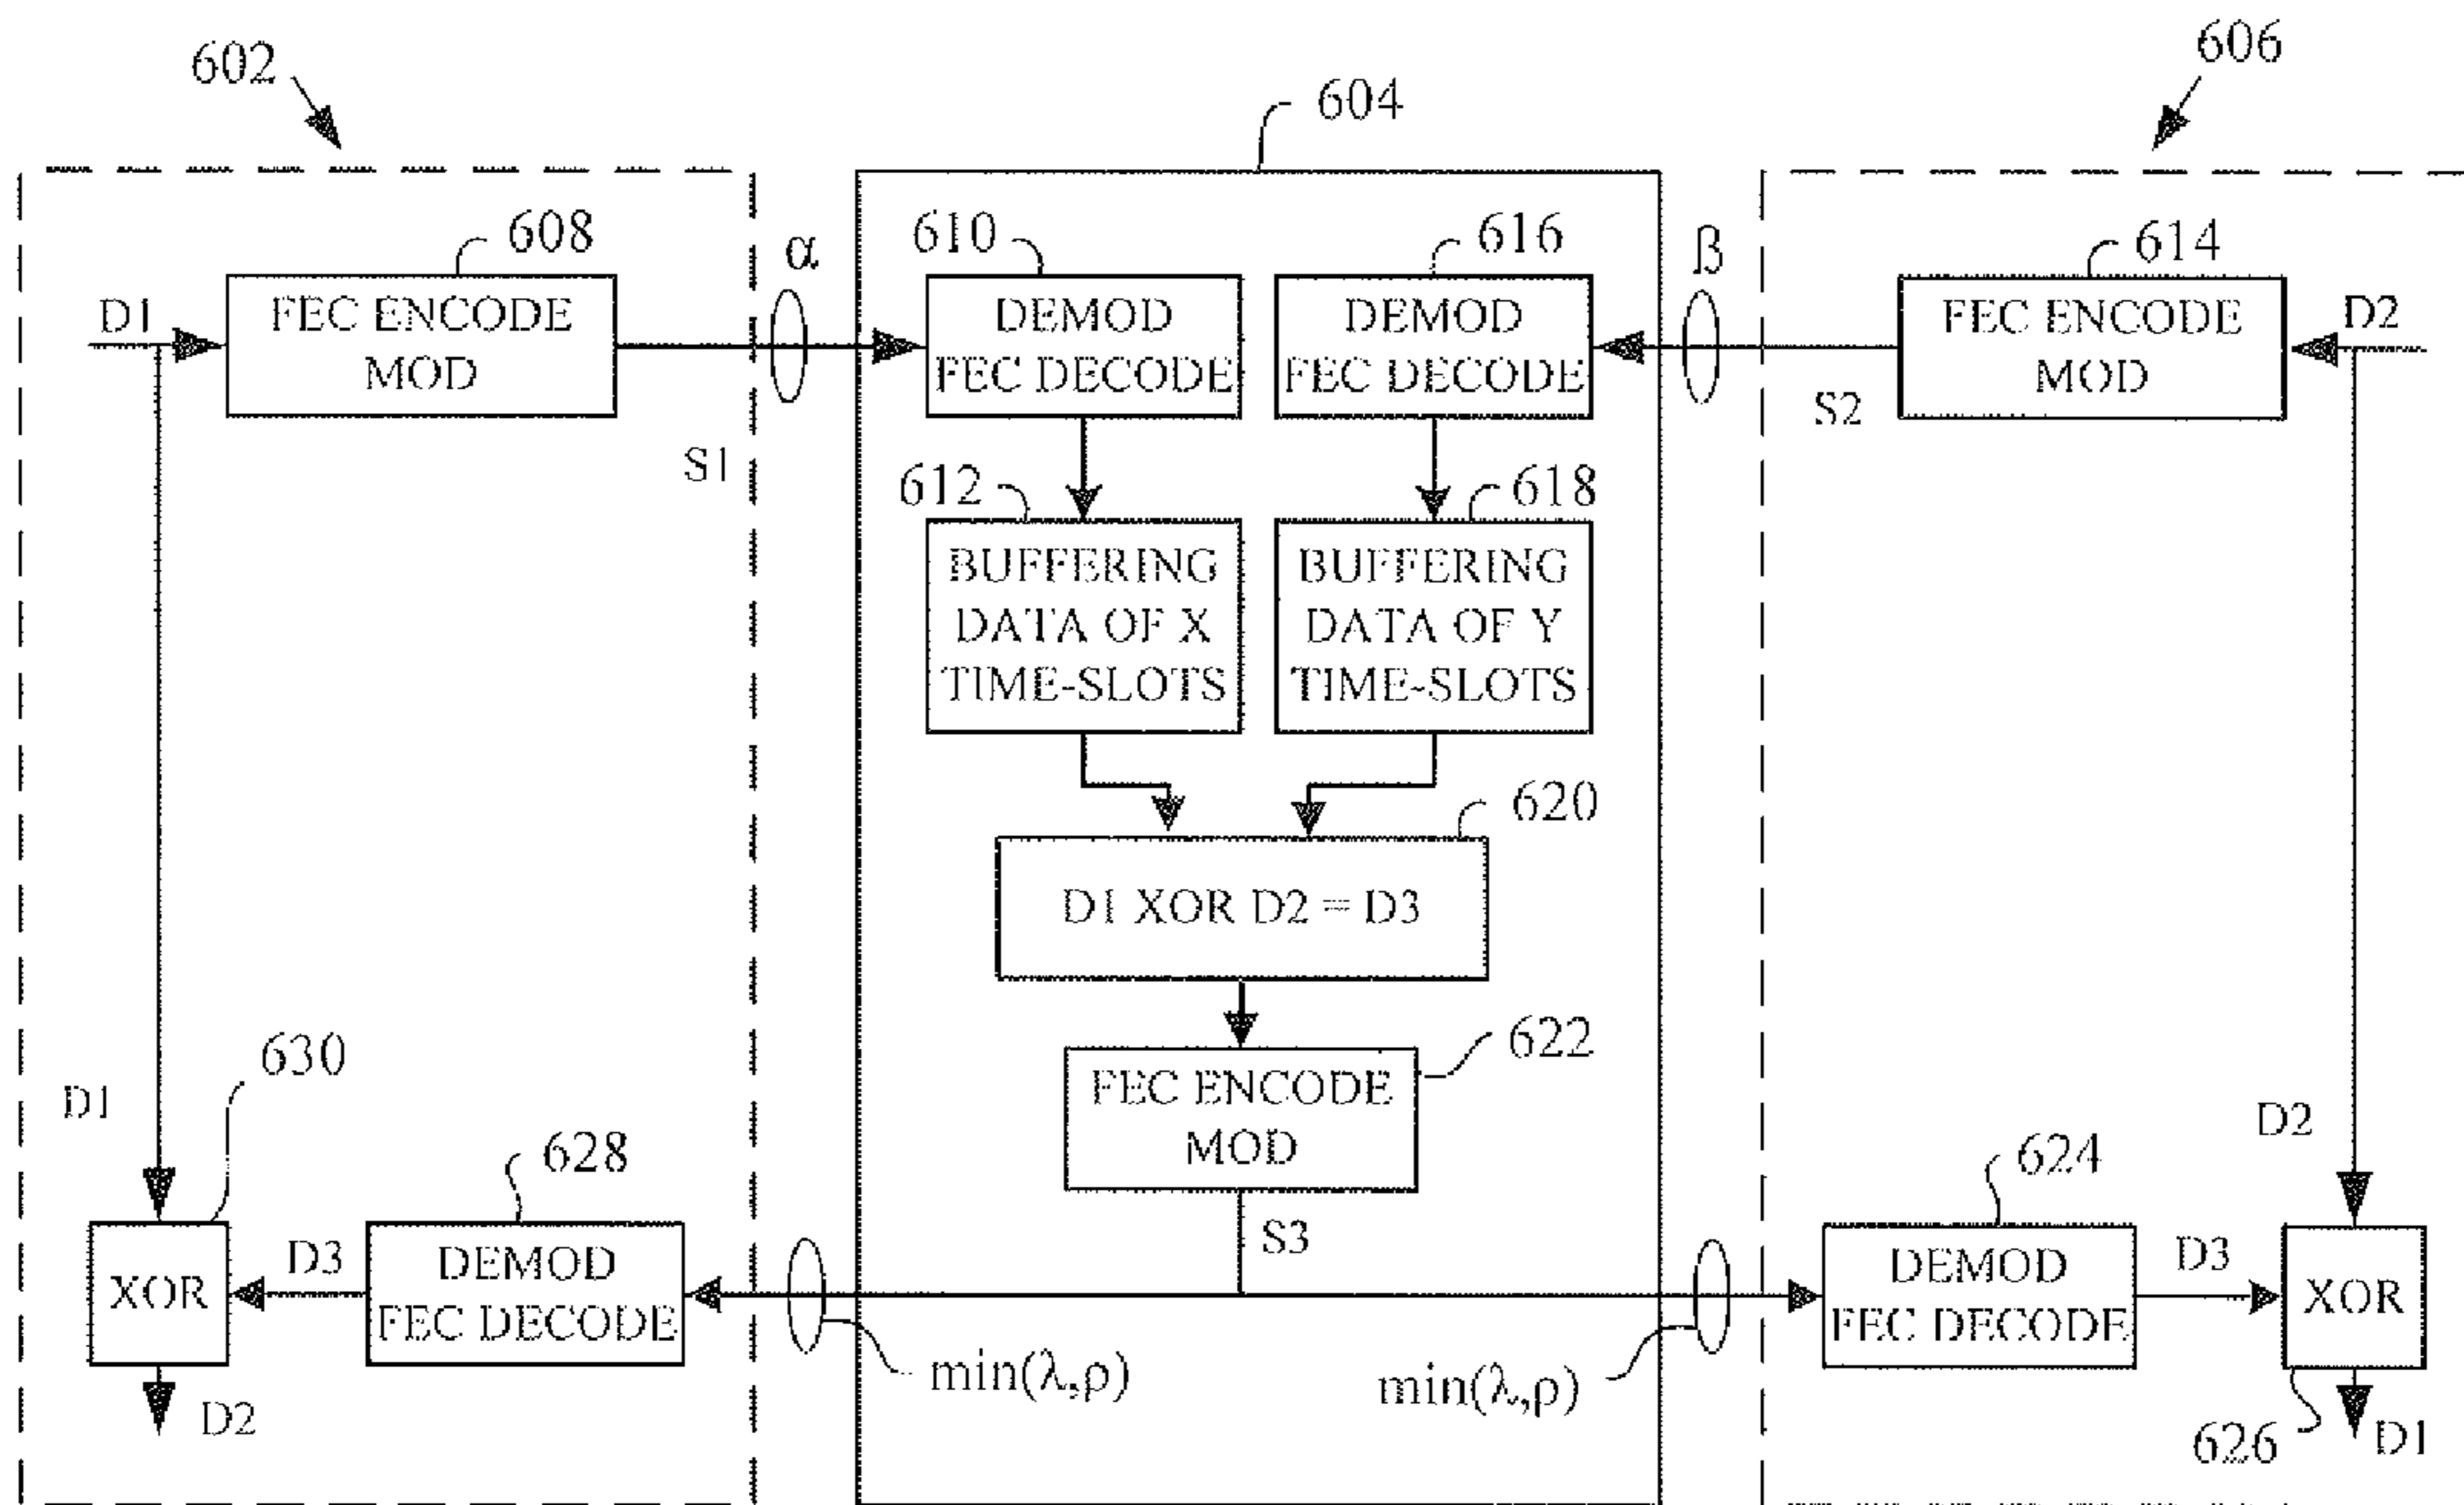 602
604
606
608
610
616
614
α
ß
D1
FEC ENCODE
MOD
DEMOD
FEC DECODE
DEMOD
FEC DECODE
FEC ENCODE
MOD
D2
S1
S2
612
618
BUFFERING
DATA OF X
TIME-SLOTS
BUFFERING
DATA OF Y
TIME-SLOTS
620
D1 XOR D2 = D3
630
622
D1
FEC ENCODE
MOD
D2
628
624
S3
XOR
D3
DEMOD
FEC DECODE
DEMOD
FEC DECODE
D3
XOR
min(λ,ρ)
min(λ,ρ)
D2
626
D1